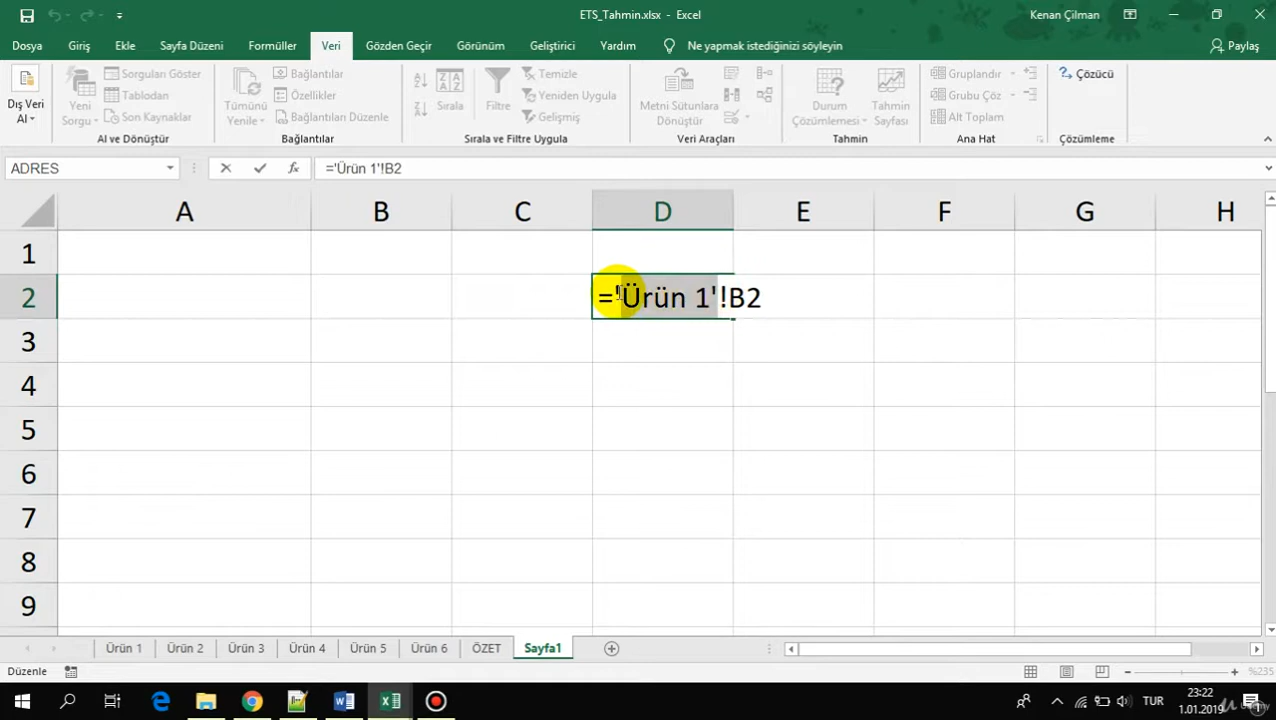 ETS_Tahmin.xlsx - Excel
Kenan Çilman
Dosya Giriş Ekle Sayfa Düzeni Formüller Veri Gözden Geçir Görünüm Geliştirici Yardım Ne yapmak istediğinizi söyleyin Paylaş
Dış Veri Al
Yeni Sorgu
Sorguları Göster
Tablodan
Son Kaynaklar
Al ve Dönüştür
Tümünü Yenile
Bağlantılar
Özellikler
Bağlantıları Düzenle
Bağlantılar
Sırala
Filtre
Temizle
Yeniden Uygula
Gelişmiş
Sırala ve Filtre Uygula
Metni Sütunlara Dönüştür
Veri Araçları
Durum Çözümlemesi
Tahmin Sayfası
Tahmin
Gruplandır
Grubu Çöz
Alt Toplam
Ana Hat
Çözücü
Çözümleme
ADRES
fx
='Ürün 1'!B2
A B C D E F G H
1
2 ='Ürün 1'!B2
3
4
5
6
7
8
9
Ürün 1 Ürün 2 Ürün 3 Ürün 4 Ürün 5 Ürün 6 ÖZET Sayfa1
Düzenle
%235
TUR
23:22
1.01.2019